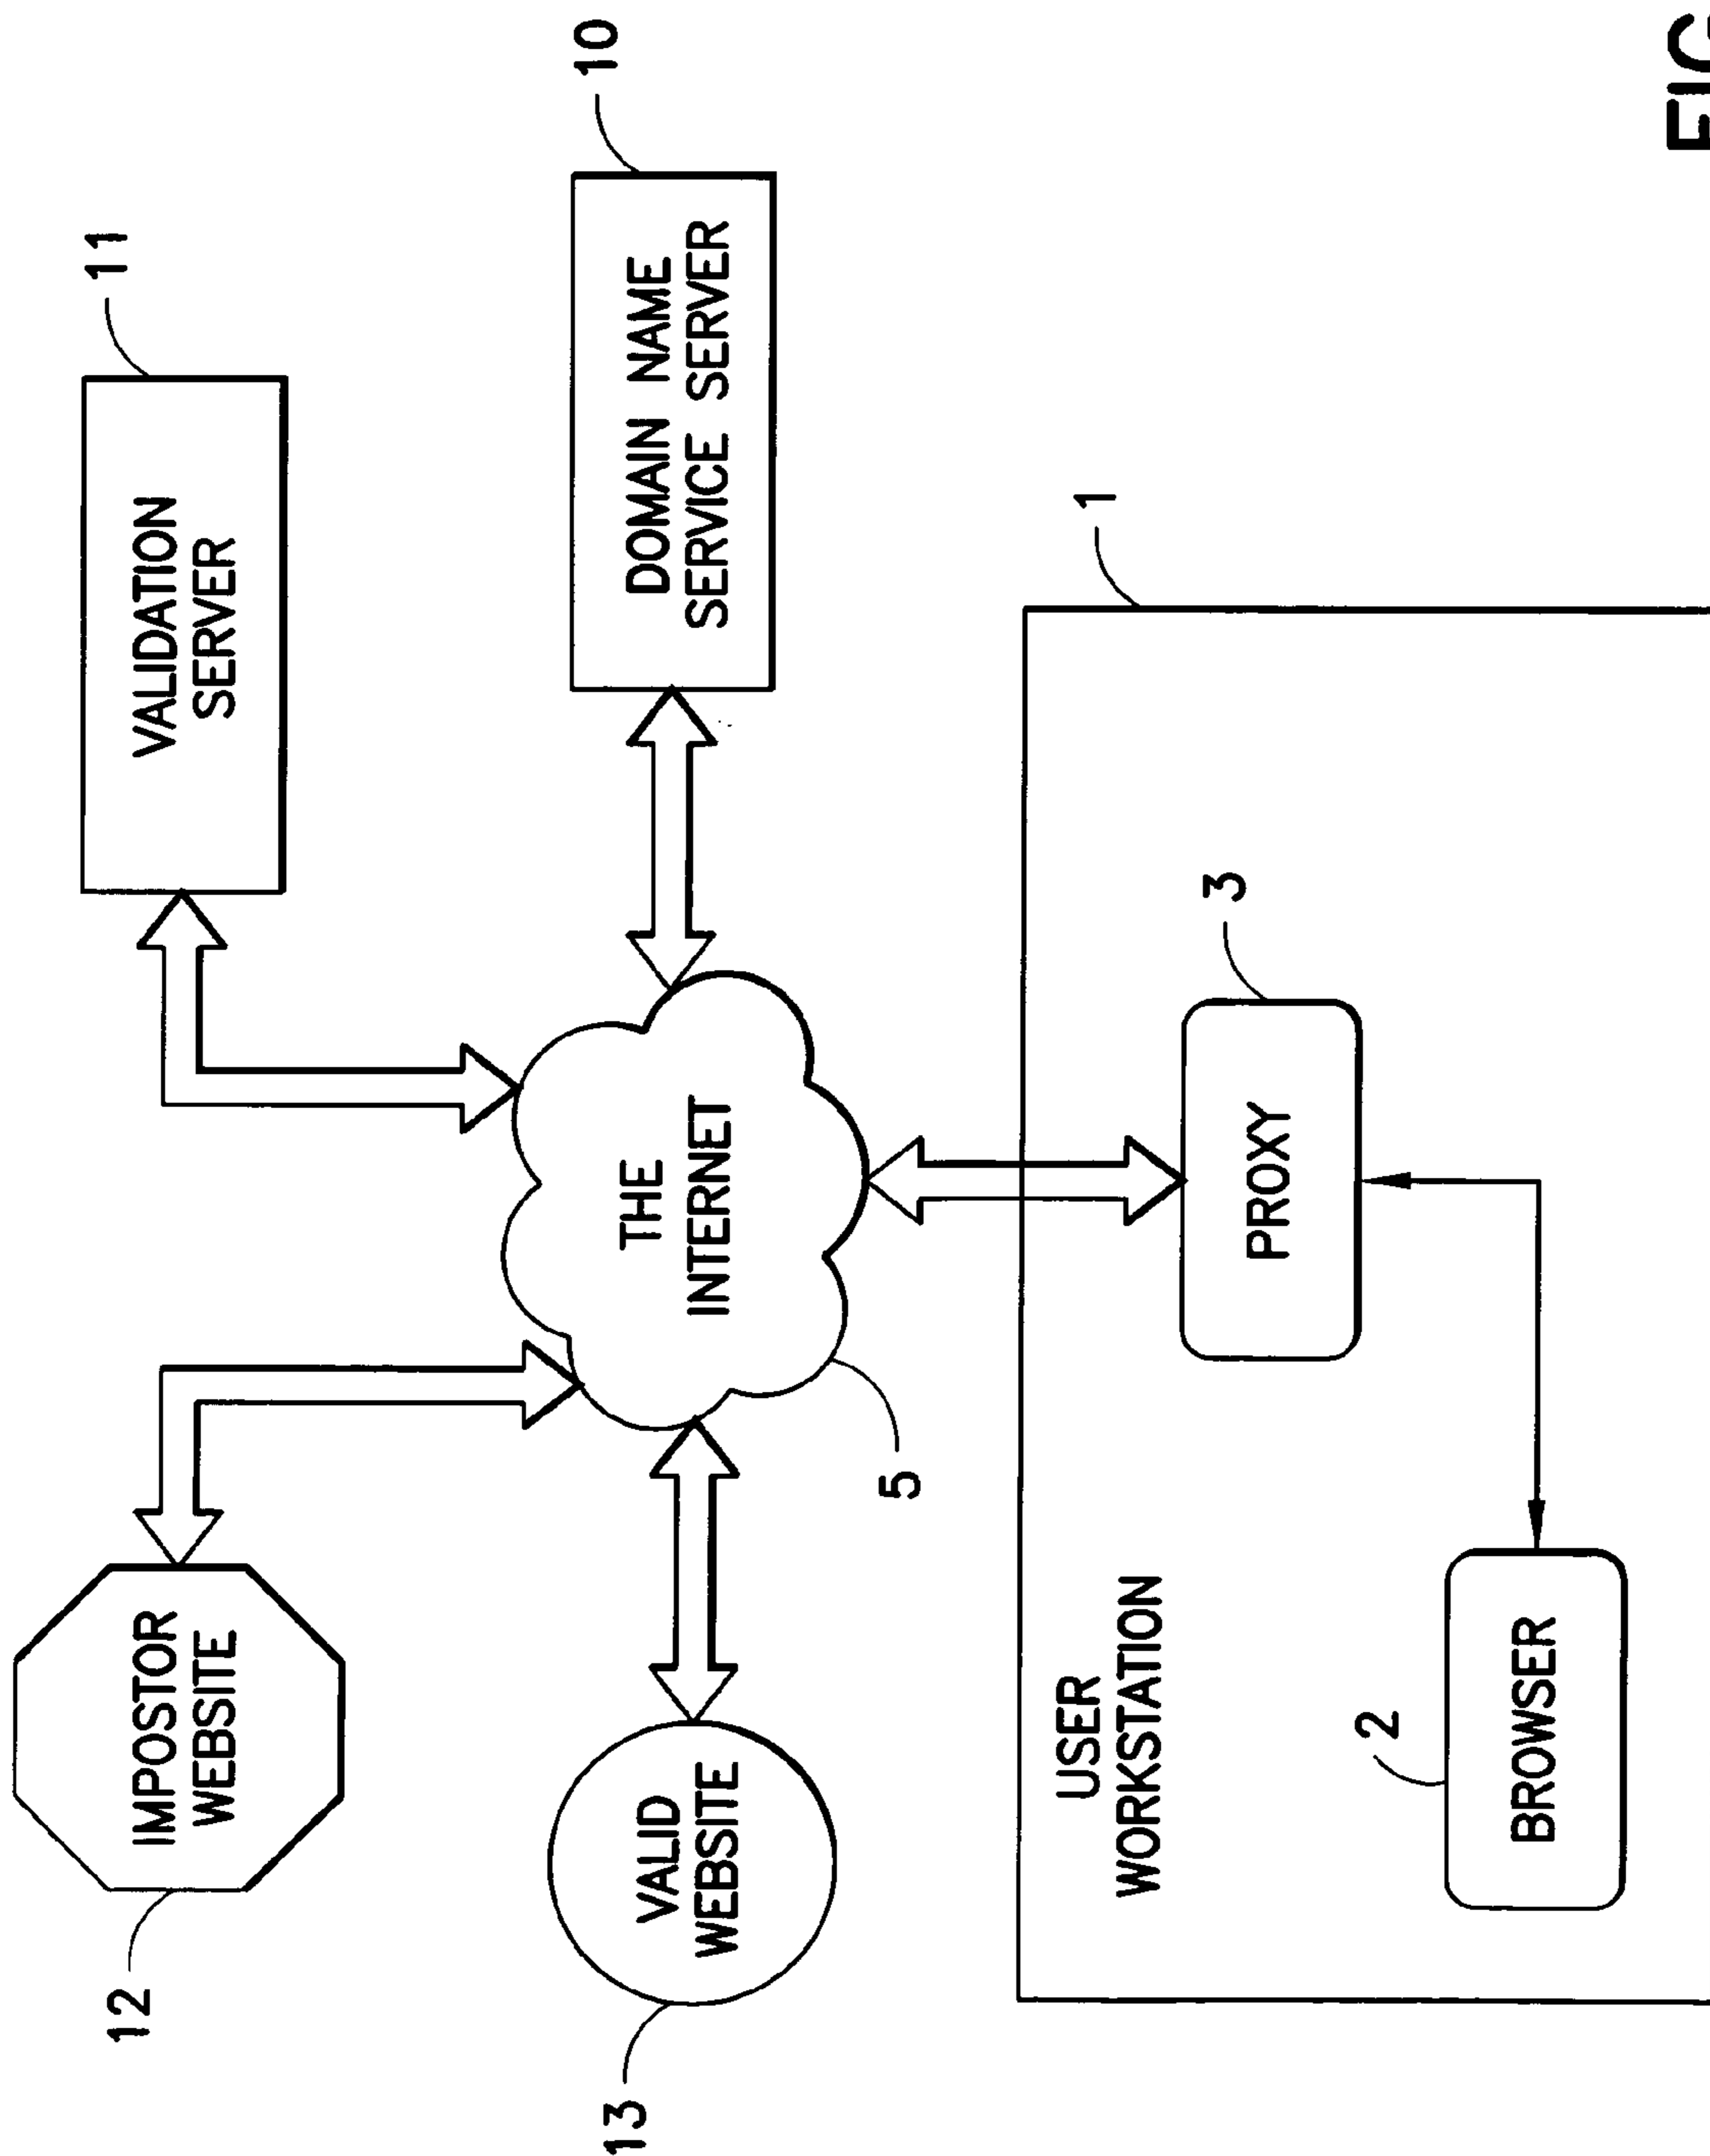 12
IMPOSTOR
WEBSITE
VALIDATION
SERVER
11
13
VALID
WEBSITE
THE
INTERNET
5
DOMAIN NAME
SERVICE SERVER
10
USER
WORKSTATION
1
PROXY
3
2
BROWSER
FIG